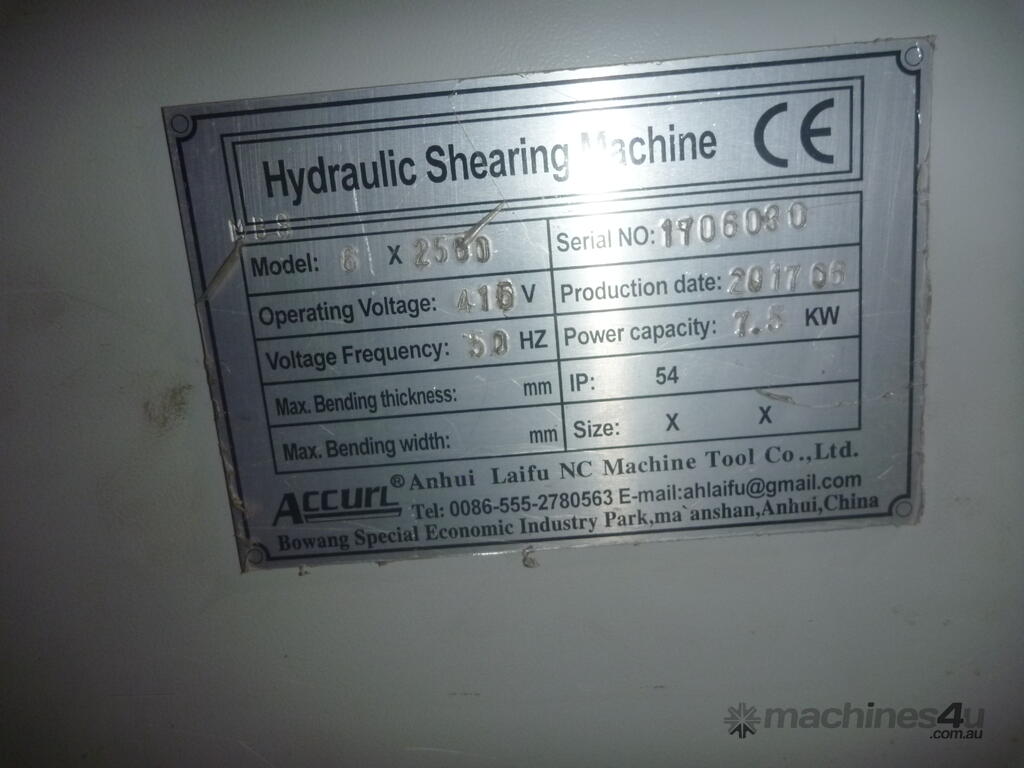 Hydraulic Shearing Machine CE
Model: 6 X 2500
Serial NO: 1706030
Operating Voltage: 415 V
Production date: 2017 06
Voltage Frequency: 50 HZ
Power capacity: 7.5 KW
Max. Bending thickness: mm
IP: 54
Max. Bending width: mm
Size: X X
ACCURL ® Anhui Laifu NC Machine Tool Co.,Ltd.
Tel: 0086-555-2780563 E-mail:ahlaifu@gmail.com
Bowang Special Economic Industry Park,ma`anshan,Anhui,China
machines4u
.com.au